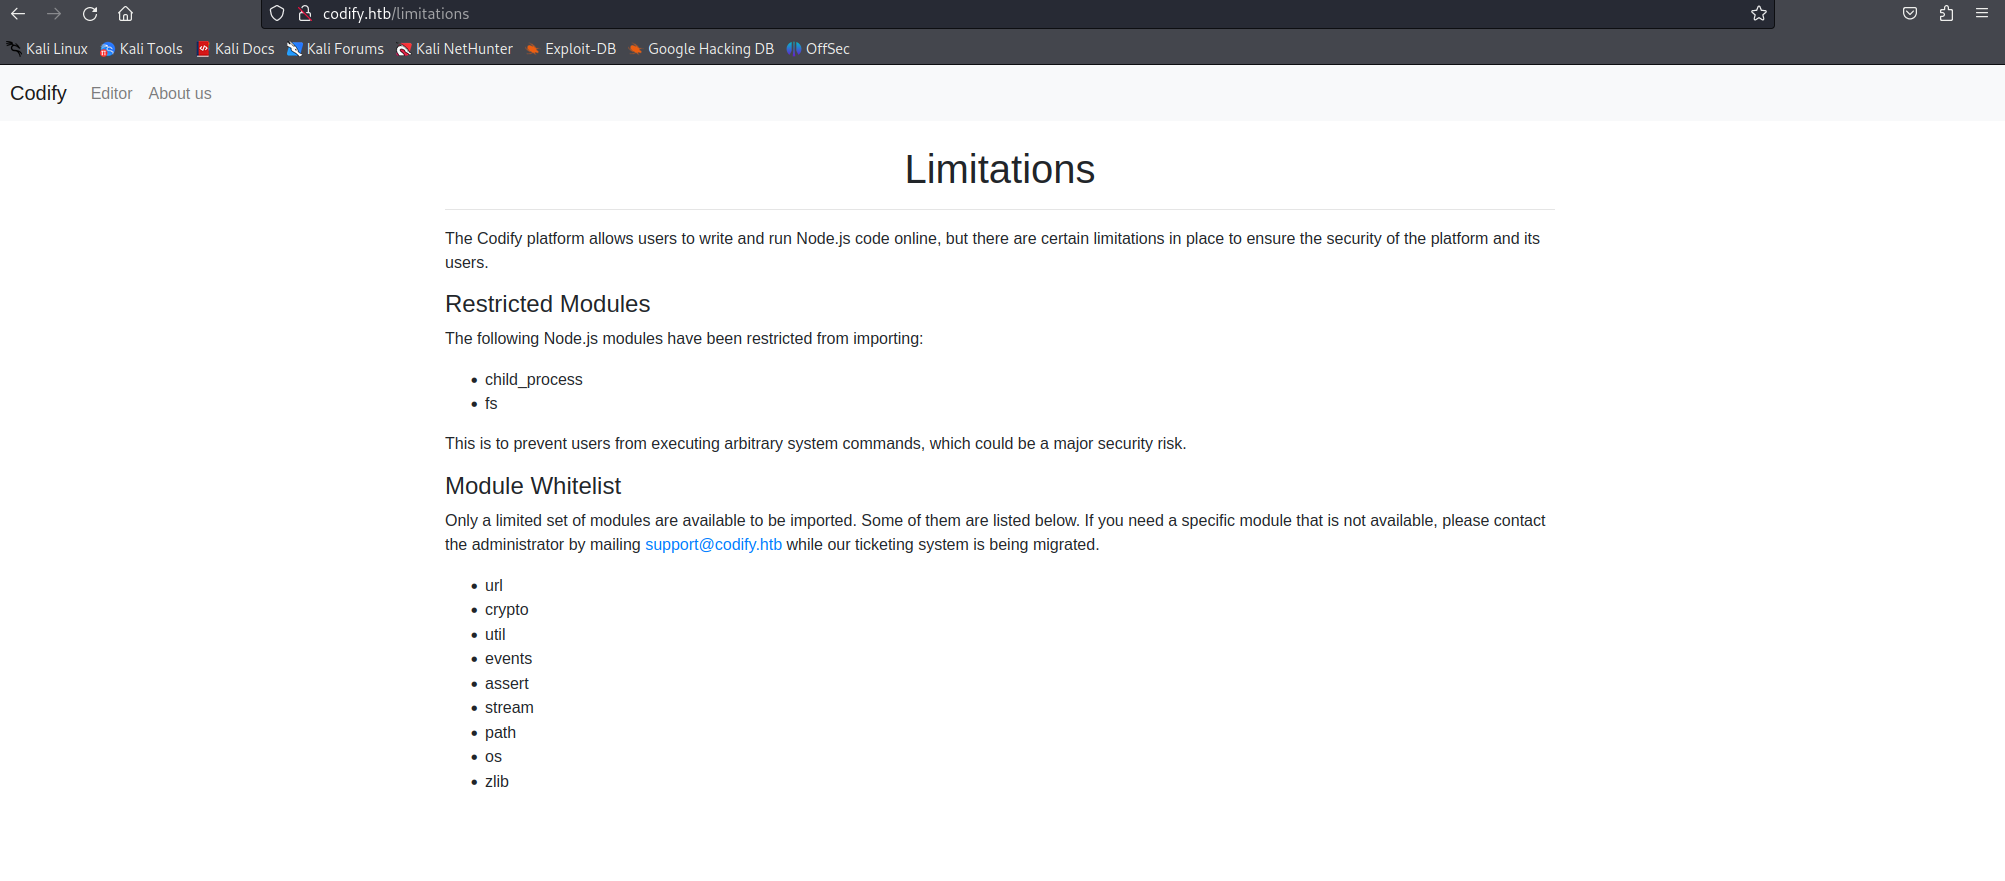 codify.htb/limitations
Kali Linux Kali Tools Kali Docs Kali Forums Kali NetHunter Exploit-DB Google Hacking DB OffSec
Codify Editor About us
Limitations
The Codify platform allows users to write and run Node.js code online, but there are certain limitations in place to ensure the security of the platform and its
users.
Restricted Modules
The following Node.js modules have been restricted from importing:
• child_process
• fs
This is to prevent users from executing arbitrary system commands, which could be a major security risk.
Module Whitelist
Only a limited set of modules are available to be imported. Some of them are listed below. If you need a specific module that is not available, please contact
the administrator by mailing support@codify.htb while our ticketing system is being migrated.
• url
• crypto
• util
• events
• assert
• stream
• path
• os
• zlib